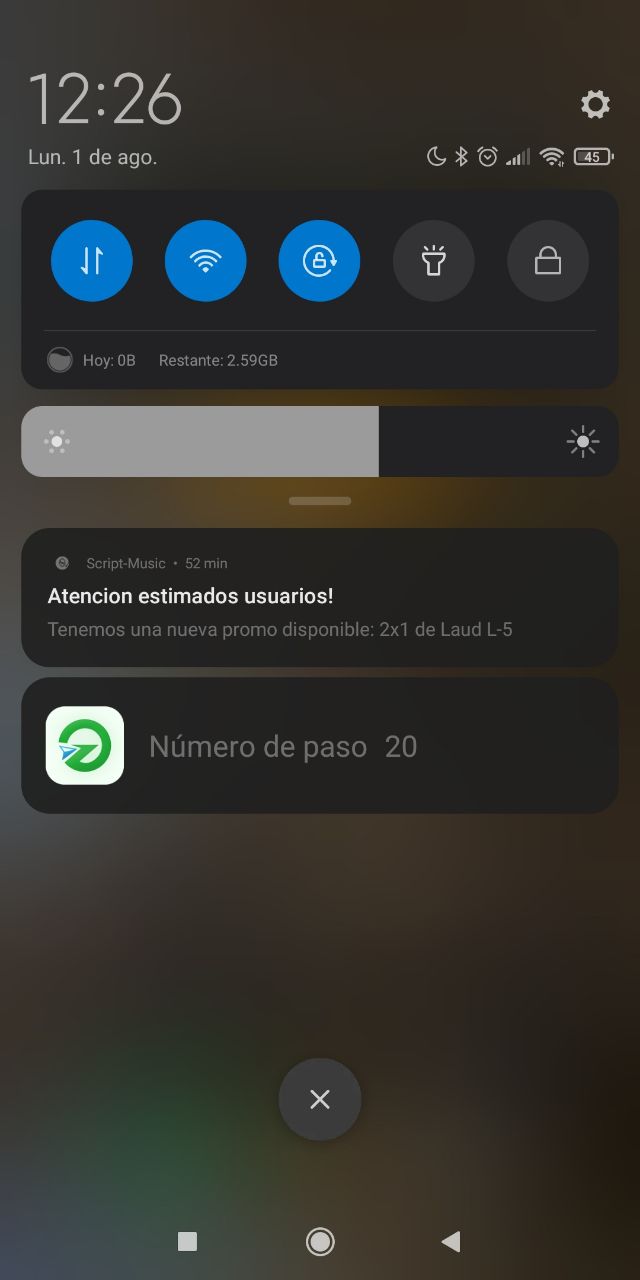 12:26
Lun. 1 de ago.
45
Hoy: 0B Restante: 2.59GB
Script-Music • 52 min
Atencion estimados usuarios!
Tenemos una nueva promo disponible: 2x1 de Laud L-5
Número de paso 20